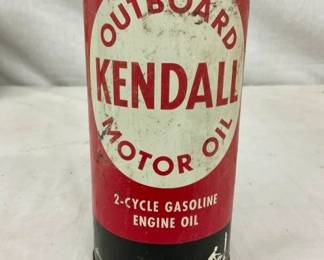 OUTBOARD
KENDALL
MOTOR OIL
2-CYCLE GASOLINE
ENGINE OIL